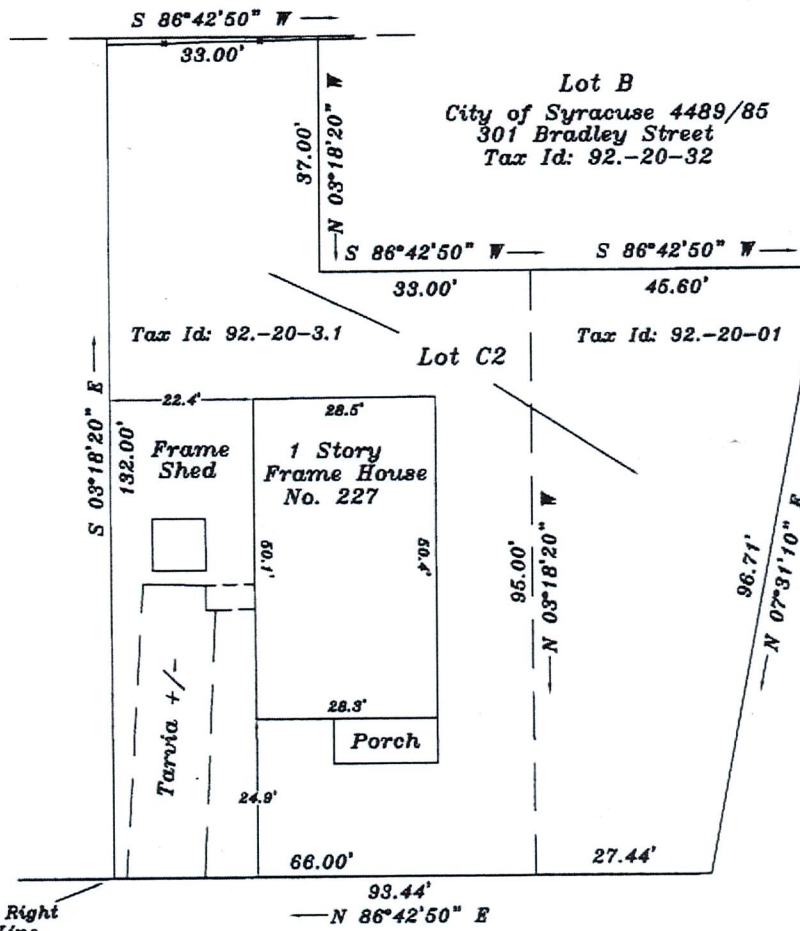 S 86°42'50" W
33.00'
37.00'
N 03°18'20" W
Lot B
City of Syracuse 4489/85
301 Bradley Street
Tax Id: 92.-20-32
S 86°42'50" W
S 86°42'50" W
33.00'
45.60'
Tax Id: 92.-20-3.1
Tax Id: 92.-20-01
Lot C2
S 03°18'20" E
132.00'
22.4'
28.5'
Frame
Shed
1 Story
Frame House
No. 227
50.1'
50.4'
95.00'
N 03°18'20" W
96.71'
N 07°31'10" E
28.3'
Porch
Tarvia +/-
24.9'
66.00'
27.44'
93.44'
N 86°42'50" E
Right
Line